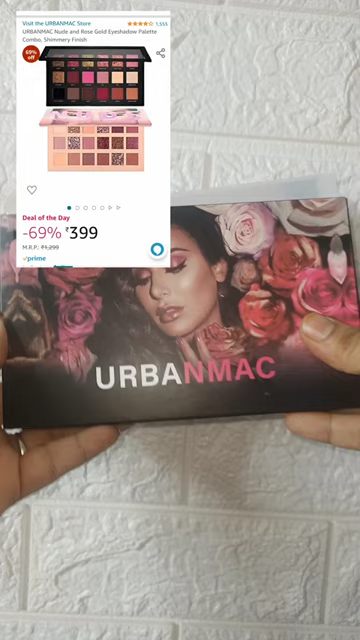 Visit the URBANMAC Store
1,555
URBANMAC Nude and Rose Gold Eyeshadow Palette
Combo, Shimmery Finish
69%
off
Deal of the Day
-69% ₹399
M.R.P.: ₹1,299
prime
URBANMAC